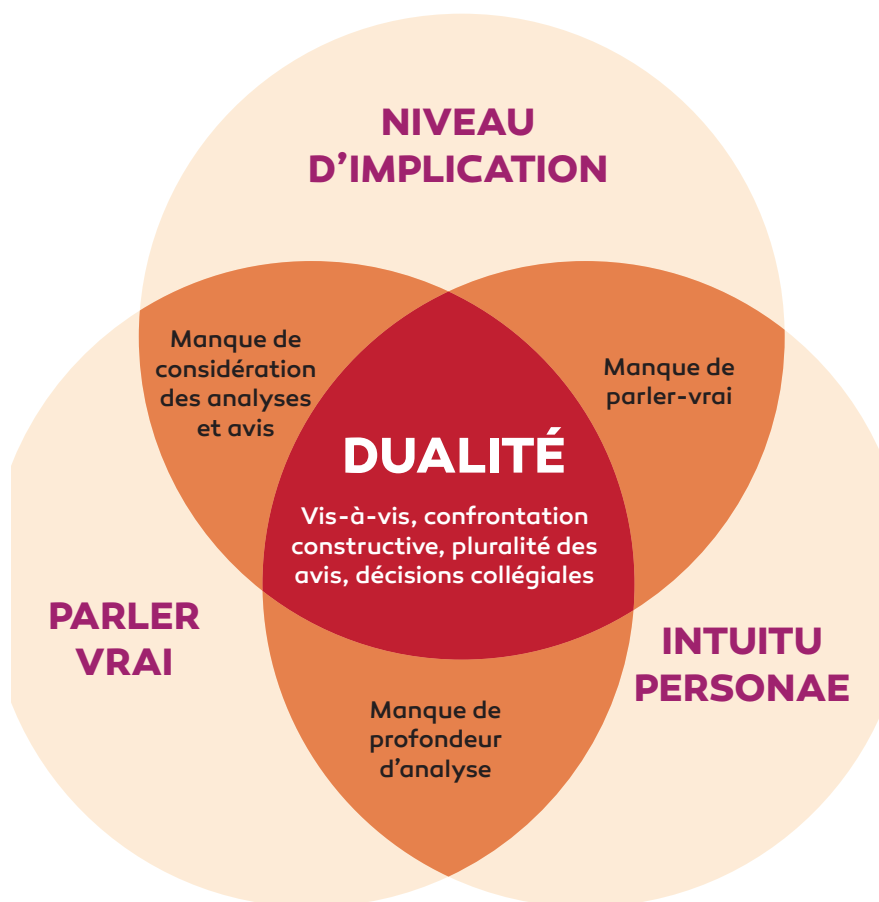 NIVEAU
D’IMPLICATION
Manque de
considération
des analyses
et avis
Manque de
parler-vrai
DUALITÉ
Vis-à-vis, confrontation
constructive, pluralité des
avis, décisions collégiales
PARLER
VRAI
INTUITU
PERSONAE
Manque de
profondeur
d’analyse